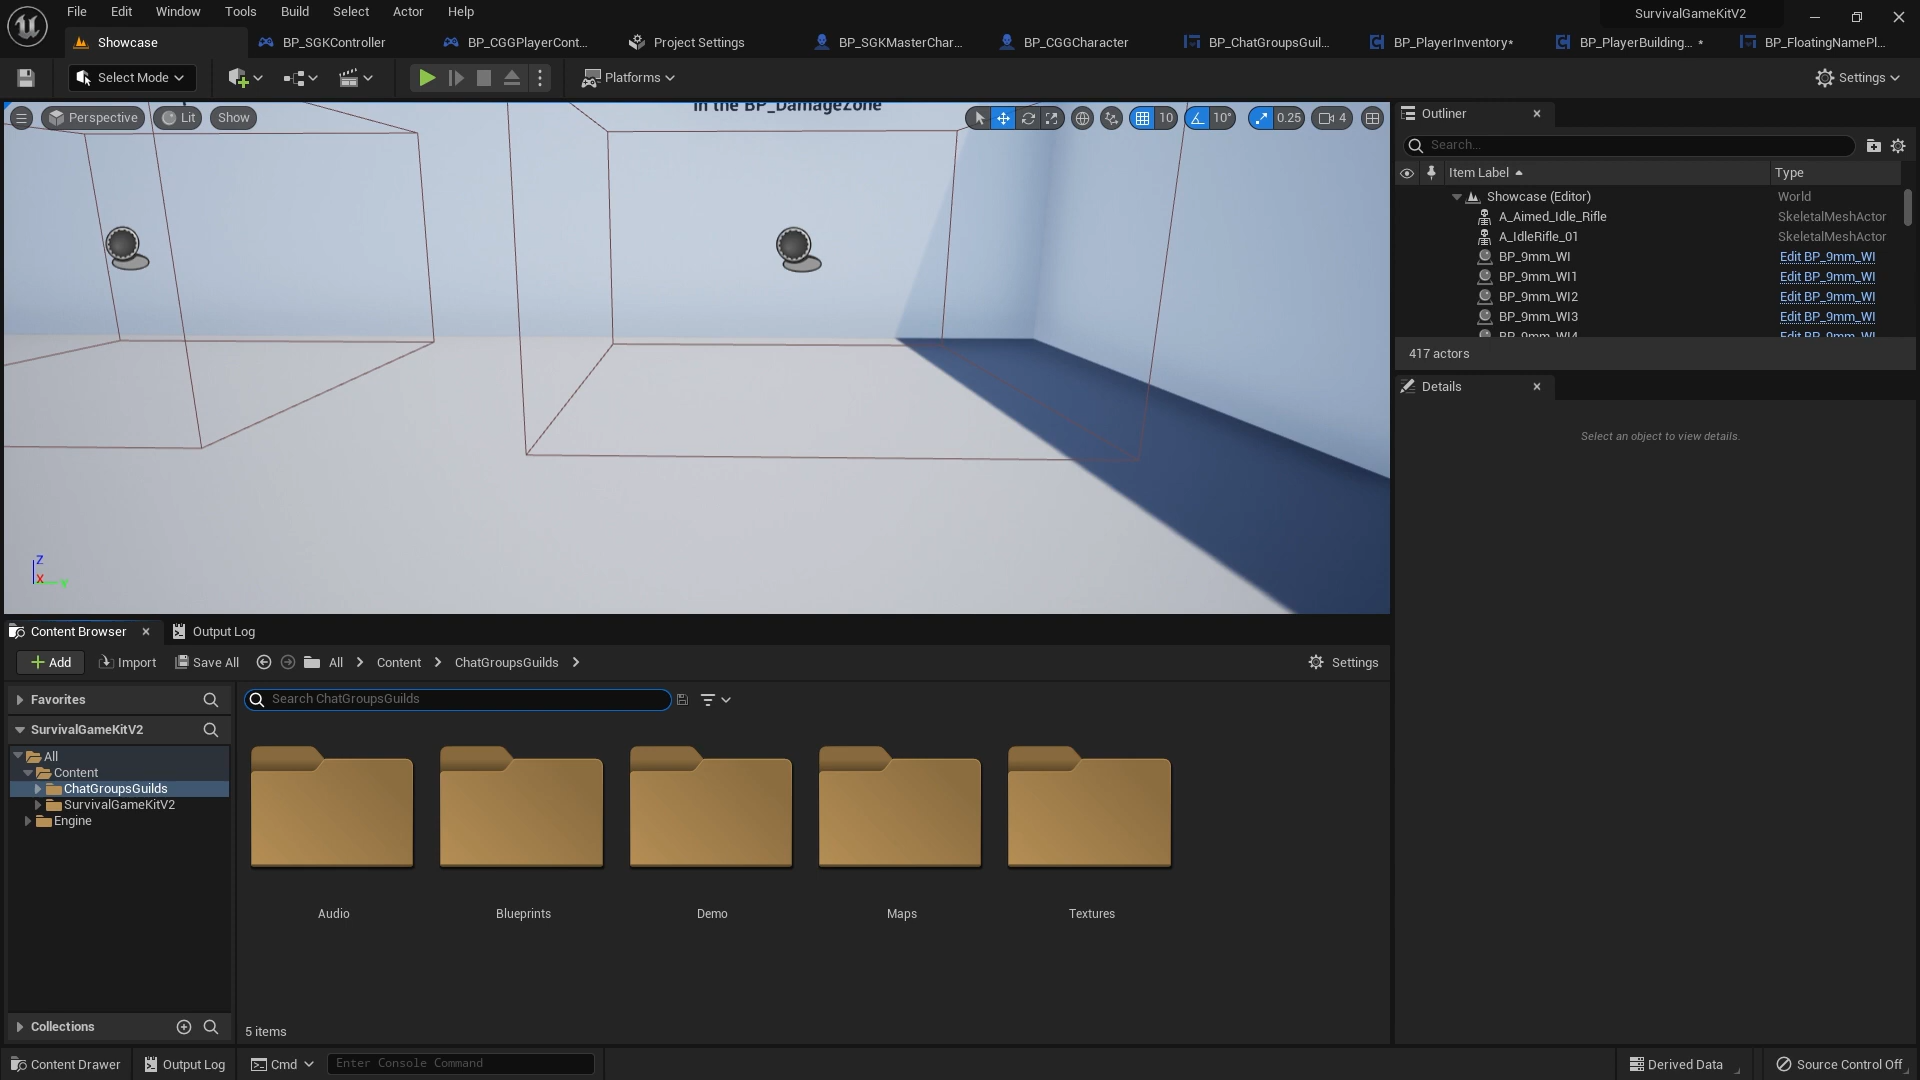 File Edit Window Tools Build Select Actor Help
SurvivalGameKitV2
Showcase
BP_SGKController
BP_CGGPlayerCont...
Project Settings
BP_SGKMasterChar...
BP_CGGCharacter
BP_ChatGroupsGuil...
BP_PlayerInventory*
BP_PlayerBuilding... *
BP_FloatingNamePl...
Select Mode
Platforms
Settings
Perspective
Lit
Show
in the BP_DamageZone
10
10°
0.25
4
Z
X
Outliner
Search...
Item Label
Type
Showcase (Editor) World
A_Aimed_Idle_Rifle SkeletalMeshActor
A_IdleRifle_01 SkeletalMeshActor
BP_9mm_WI Edit BP_9mm_WI
BP_9mm_WI1 Edit BP_9mm_WI
BP_9mm_WI2 Edit BP_9mm_WI
BP_9mm_WI3 Edit BP_9mm_WI
BP_9mm_WI4 Edit BP_9mm_WI
417 actors
Details
Select an object to view details.
Content Browser
Output Log
Add
Import
Save All
All
Content
ChatGroupsGuilds
Settings
Favorites
Search ChatGroupsGuilds
SurvivalGameKitV2
All
Content
ChatGroupsGuilds
SurvivalGameKitV2
Engine
Audio
Blueprints
Demo
Maps
Textures
Collections
5 items
Content Drawer
Output Log
Cmd
Enter Console Command
Derived Data
Source Control Off